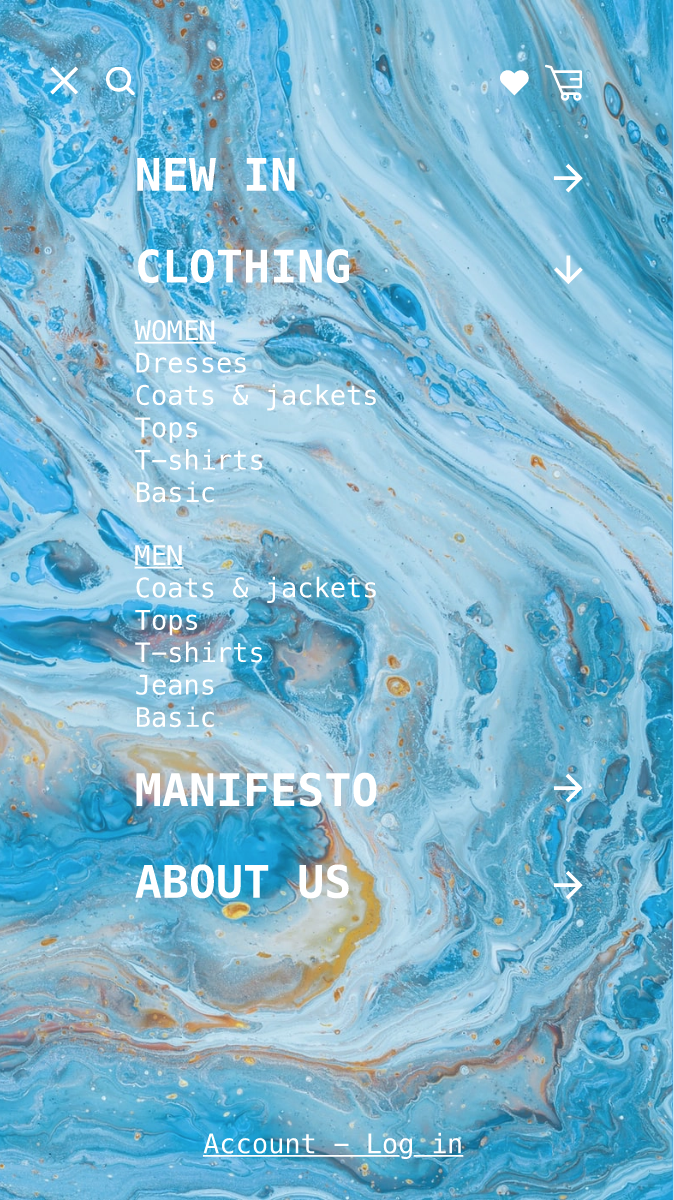 NEW IN
CLOTHING
WOMEN
Dresses
Coats & jackets
Tops
T-shirts
Basic
MEN
Coats & jackets
Tops
T-shirts
Jeans
Basic
MANIFESTO
ABOUT US
Account - Log in